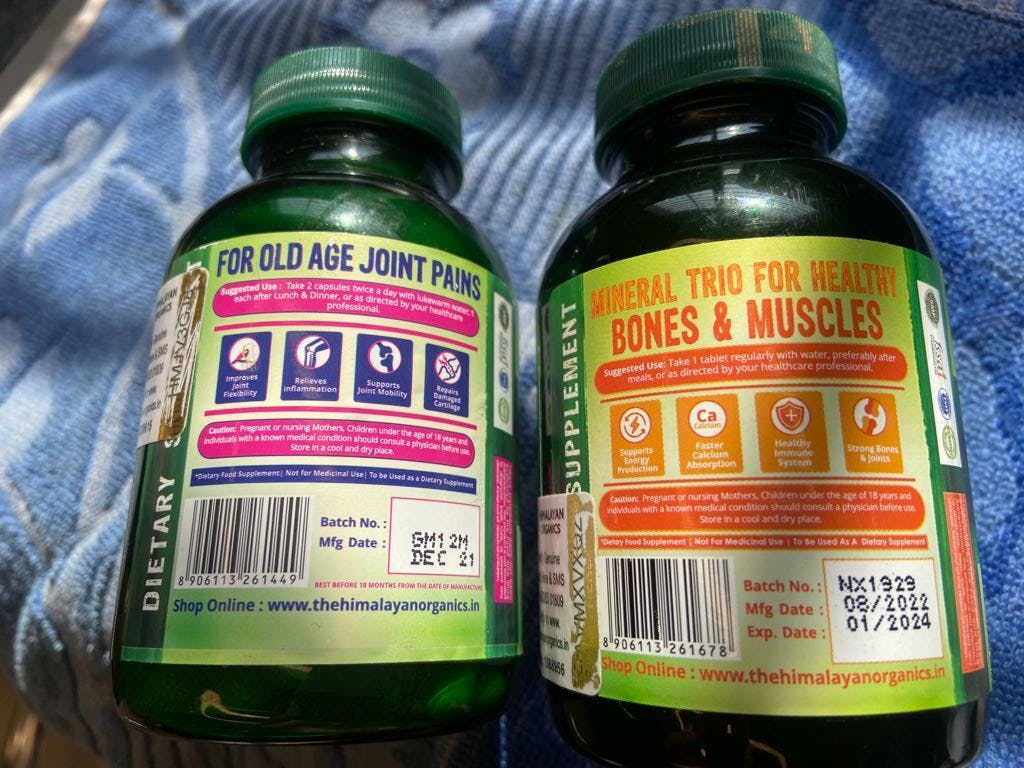 FOR OLD AGE JOINT PAINS
Suggested Use : Take 2 capsules twice a day with lukewarm water; 1
each after Lunch & Dinner, or as directed by your healthcare
professional.
Improves
Joint
Flexibility
Relieves
inflammation
Supports
Joint Mobility
Repairs
Damaged
Cartilage
Caution: Pregnant or nursing Mothers, Children under the age of 18 years and
individuals with a known medical condition should consult a physician before use.
Store in a cool and dry place.
*Dietary Food Supplement| Not for Medicinal Use| To be Used as a Dietary Supplement
8 906113 261449
Batch No. :
Mfg Date :
GM12M
DEC 21
BEST BEFORE 18 MONTHS FROM THE DATE OF MANUFACTURE
Shop Online : www.thehimalayanorganics.in
DIETARY
MINERAL TRIO FOR HEALTHY
BONES & MUSCLES
Suggested Use: Take 1 tablet regularly with water, preferably after
meals, or as directed by your healthcare professional.
Supports
Energy
Production
Ca
Calcium
Faster
Calcium
Absorption
Healthy
Immune
System
Strong Bones
& Joints
Caution: Pregnant or nursing Mothers, Children under the age of 18 years and
individuals with a known medical condition should consult a physician before use.
Store in a cool and dry place.
*Dietary Food Supplement | Not for Medicinal Use | To be Used As A Dietary Supplement
8 906113 261678
Batch No. :
Mfg Date :
Exp. Date :
NX1929
08/2022
01/2024
Shop Online : www.thehimalayanorganics.in
SUPPLEMENT
HIMALAYAN
ORGANICS